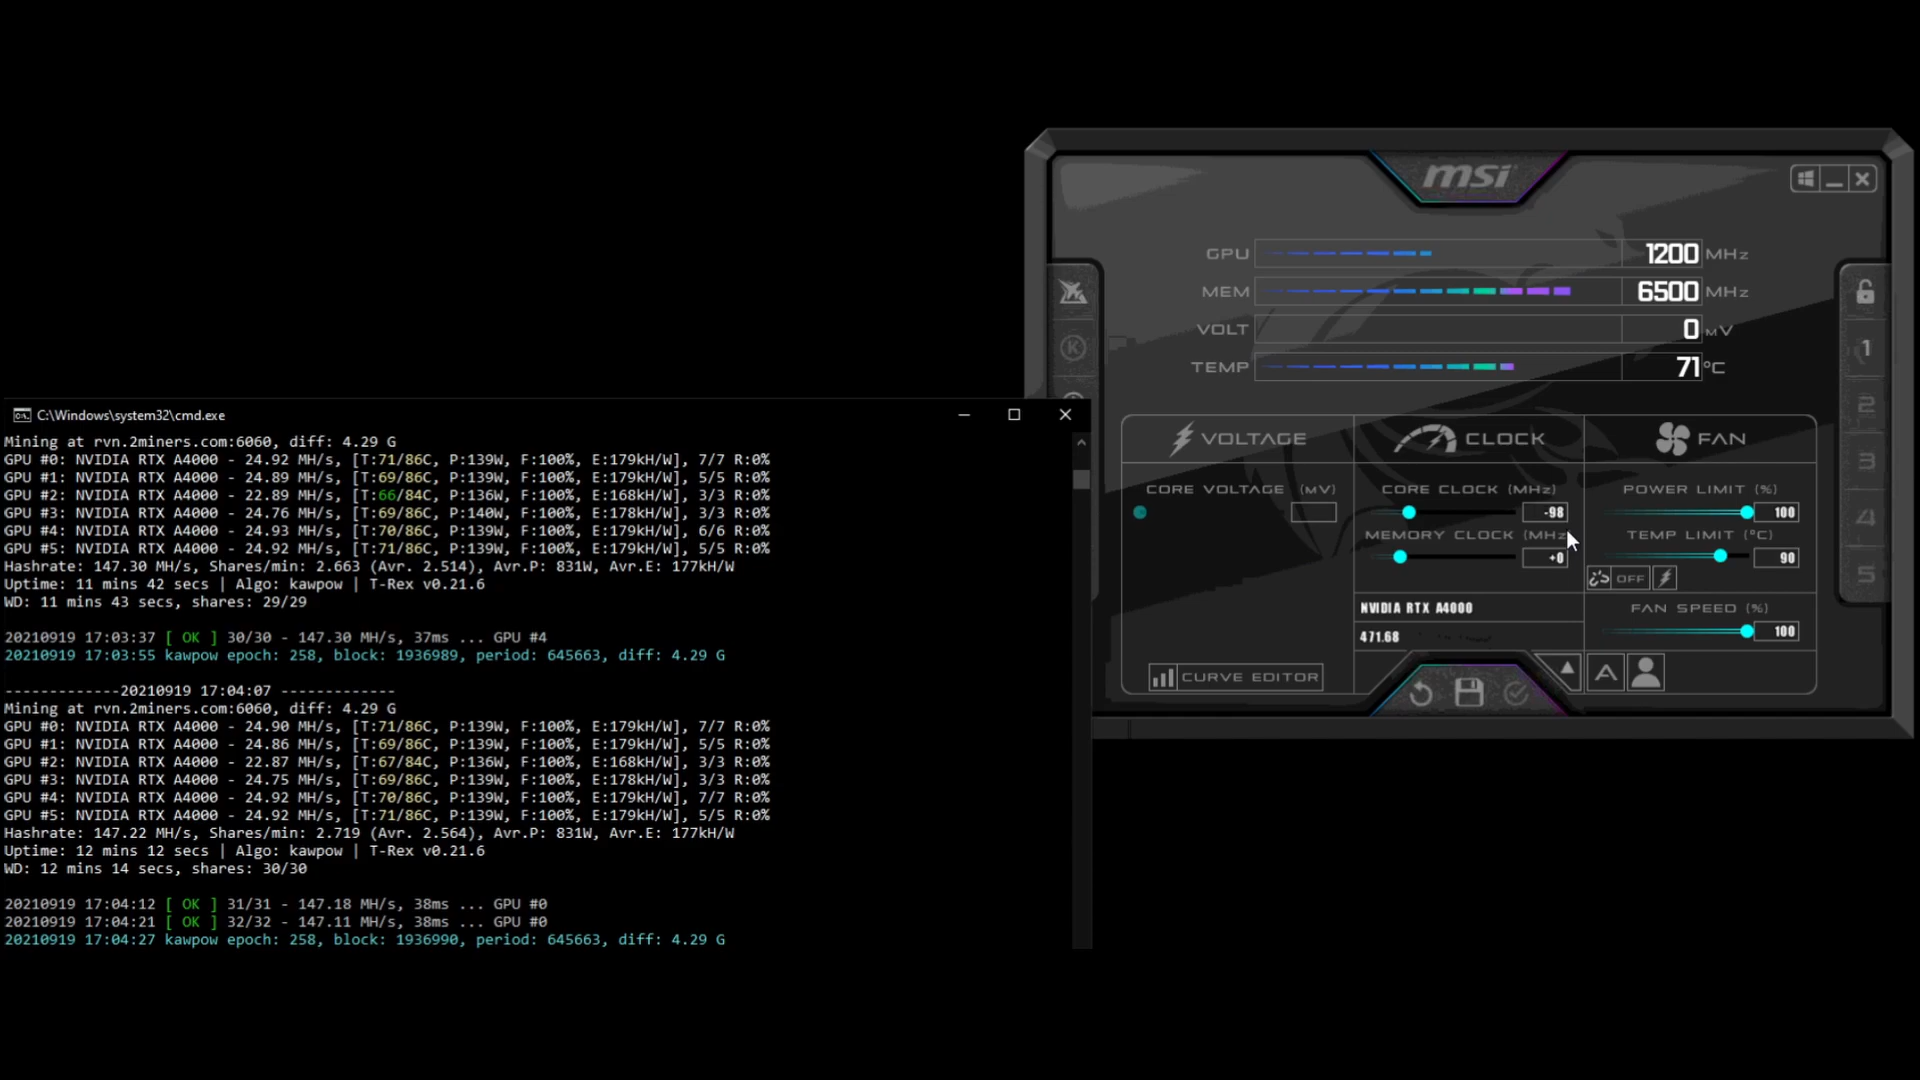 C:\Windows\system32\cmd.exe
Mining at rvn.2miners.com:6060, diff: 4.29 G
GPU #0: NVIDIA RTX A4000 - 24.92 MH/s, [T:71/86C, P:139W, F:100%, E:179kH/W], 7/7 R:0%
GPU #1: NVIDIA RTX A4000 - 24.89 MH/s, [T:69/86C, P:139W, F:100%, E:179kH/W], 5/5 R:0%
GPU #2: NVIDIA RTX A4000 - 22.89 MH/s, [T:66/84C, P:136W, F:100%, E:168kH/W], 3/3 R:0%
GPU #3: NVIDIA RTX A4000 - 24.76 MH/s, [T:69/86C, P:140W, F:100%, E:178kH/W], 3/3 R:0%
GPU #4: NVIDIA RTX A4000 - 24.93 MH/s, [T:70/86C, P:139W, F:100%, E:179kH/W], 6/6 R:0%
GPU #5: NVIDIA RTX A4000 - 24.92 MH/s, [T:71/86C, P:139W, F:100%, E:179kH/W], 5/5 R:0%
Hashrate: 147.30 MH/s, Shares/min: 2.663 (Avr. 2.514), Avr.P: 831W, Avr.E: 177kH/W
Uptime: 11 mins 42 secs | Algo: kawpow | T-Rex v0.21.6
WD: 11 mins 43 secs, shares: 29/29
20210919 17:03:37 [ OK ] 30/30 - 147.30 MH/s, 37ms ... GPU #4
20210919 17:03:55 kawpow epoch: 258, block: 1936989, period: 645663, diff: 4.29 G
-------------20210919 17:04:07 -------------
Mining at rvn.2miners.com:6060, diff: 4.29 G
GPU #0: NVIDIA RTX A4000 - 24.90 MH/s, [T:71/86C, P:139W, F:100%, E:179kH/W], 7/7 R:0%
GPU #1: NVIDIA RTX A4000 - 24.86 MH/s, [T:69/86C, P:139W, F:100%, E:179kH/W], 5/5 R:0%
GPU #2: NVIDIA RTX A4000 - 22.87 MH/s, [T:67/84C, P:136W, F:100%, E:168kH/W], 3/3 R:0%
GPU #3: NVIDIA RTX A4000 - 24.75 MH/s, [T:69/86C, P:139W, F:100%, E:178kH/W], 3/3 R:0%
GPU #4: NVIDIA RTX A4000 - 24.92 MH/s, [T:70/86C, P:139W, F:100%, E:179kH/W], 7/7 R:0%
GPU #5: NVIDIA RTX A4000 - 24.92 MH/s, [T:71/86C, P:139W, F:100%, E:179kH/W], 5/5 R:0%
Hashrate: 147.22 MH/s, Shares/min: 2.719 (Avr. 2.564), Avr.P: 831W, Avr.E: 177kH/W
Uptime: 12 mins 12 secs | Algo: kawpow | T-Rex v0.21.6
WD: 12 mins 14 secs, shares: 30/30
20210919 17:04:12 [ OK ] 31/31 - 147.18 MH/s, 38ms ... GPU #0
20210919 17:04:21 [ OK ] 32/32 - 147.11 MH/s, 38ms ... GPU #0
20210919 17:04:27 kawpow epoch: 258, block: 1936990, period: 645663, diff: 4.29 G
msi
GPU 1200 MHz
MEM 6500 MHz
VOLT 0 MV
TEMP 71 °C
K
1
2
3
4
5
VOLTAGE
CORE VOLTAGE (MV)
CURVE EDITOR
CLOCK
CORE CLOCK (MHz)
-98
MEMORY CLOCK (MHz
+0
NVIDIA RTX A4000
471.68
FAN
POWER LIMIT (%)
100
TEMP LIMIT (°C)
90
OFF
FAN SPEED (%)
100
A